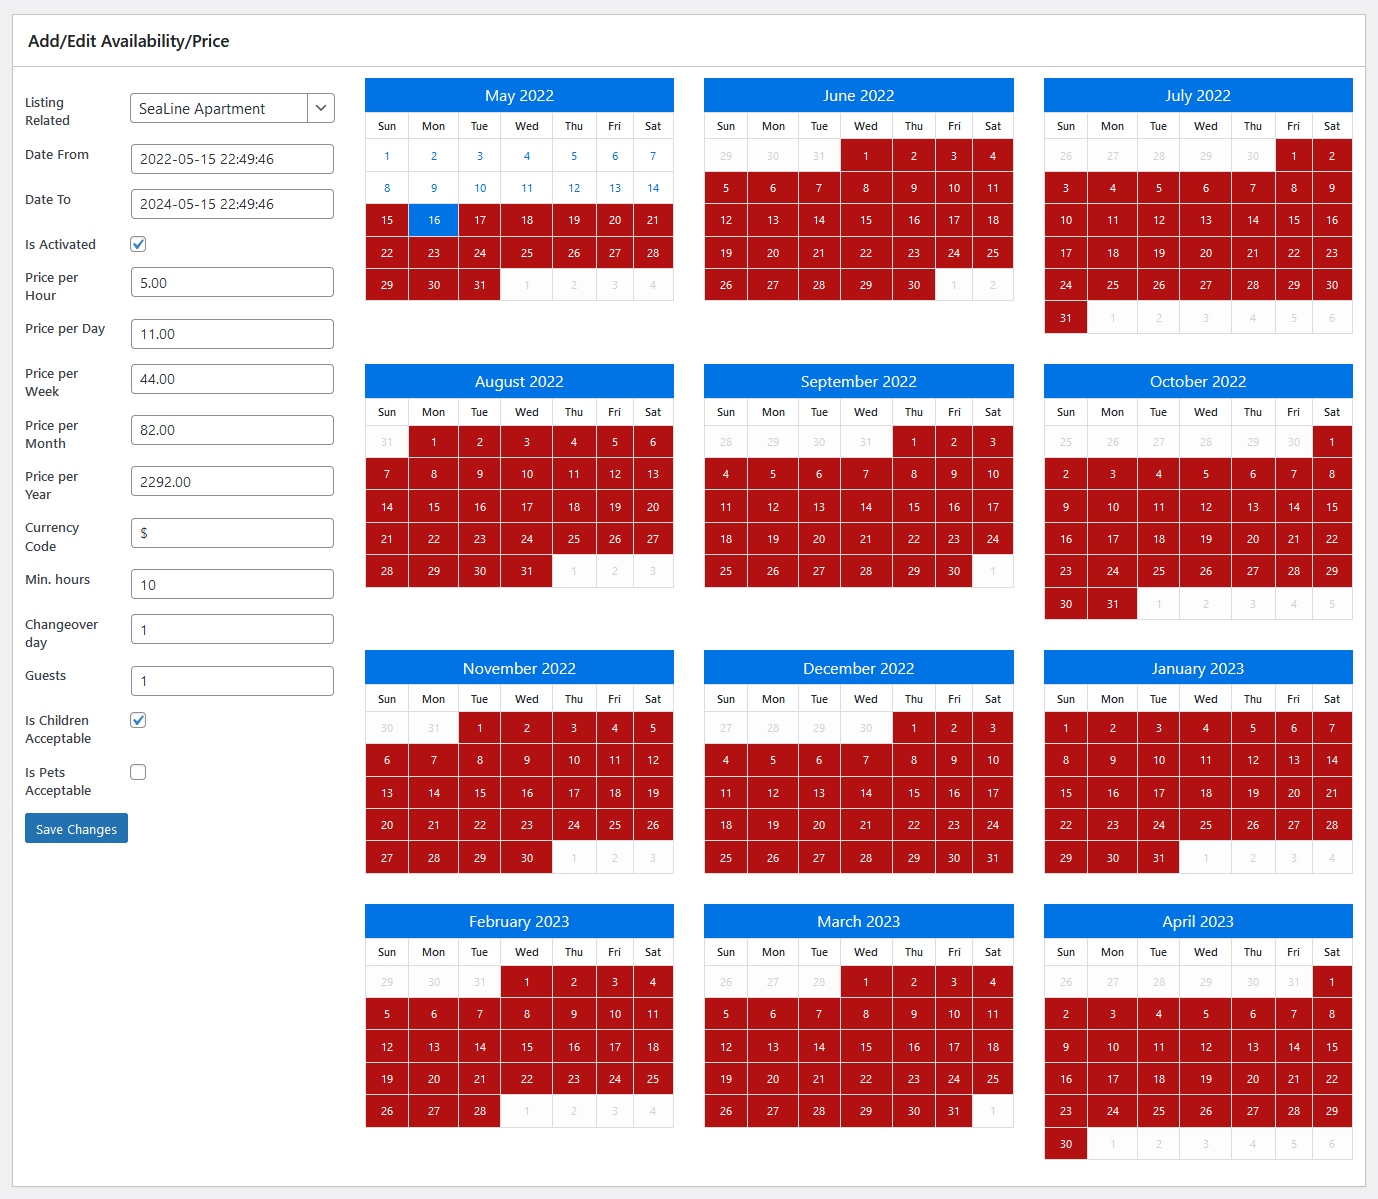 Add/Edit Availability/Price
Listing
Related
SeaLine Apartment
Date From
2022-05-15 22:49:46
Date To
2024-05-15 22:49:46
Is Activated
Price per
Hour
5.00
Price per Day
11.00
Price per
Week
44.00
Price per
Month
82.00
Price per
Year
2292.00
Currency
Code
$
Min. hours
10
Changeover
day
1
Guests
1
Is Children
Acceptable
Is Pets
Acceptable
Save Changes
May 2022
Sun Mon Tue Wed Thu Fri Sat
1 2 3 4 5 6 7
8 9 10 11 12 13 14
15 16 17 18 19 20 21
22 23 24 25 26 27 28
29 30 31 1 2 3 4
June 2022
Sun Mon Tue Wed Thu Fri Sat
29 30 31 1 2 3 4
5 6 7 8 9 10 11
12 13 14 15 16 17 18
19 20 21 22 23 24 25
26 27 28 29 30 1 2
July 2022
Sun Mon Tue Wed Thu Fri Sat
26 27 28 29 30 1 2
3 4 5 6 7 8 9
10 11 12 13 14 15 16
17 18 19 20 21 22 23
24 25 26 27 28 29 30
31 1 2 3 4 5 6
August 2022
Sun Mon Tue Wed Thu Fri Sat
31 1 2 3 4 5 6
7 8 9 10 11 12 13
14 15 16 17 18 19 20
21 22 23 24 25 26 27
28 29 30 31 1 2 3
September 2022
Sun Mon Tue Wed Thu Fri Sat
28 29 30 31 1 2 3
4 5 6 7 8 9 10
11 12 13 14 15 16 17
18 19 20 21 22 23 24
25 26 27 28 29 30 1
October 2022
Sun Mon Tue Wed Thu Fri Sat
25 26 27 28 29 30 1
2 3 4 5 6 7 8
9 10 11 12 13 14 15
16 17 18 19 20 21 22
23 24 25 26 27 28 29
30 31 1 2 3 4 5
November 2022
Sun Mon Tue Wed Thu Fri Sat
30 31 1 2 3 4 5
6 7 8 9 10 11 12
13 14 15 16 17 18 19
20 21 22 23 24 25 26
27 28 29 30 1 2 3
December 2022
Sun Mon Tue Wed Thu Fri Sat
27 28 29 30 1 2 3
4 5 6 7 8 9 10
11 12 13 14 15 16 17
18 19 20 21 22 23 24
25 26 27 28 29 30 31
January 2023
Sun Mon Tue Wed Thu Fri Sat
1 2 3 4 5 6 7
8 9 10 11 12 13 14
15 16 17 18 19 20 21
22 23 24 25 26 27 28
29 30 31 1 2 3 4
February 2023
Sun Mon Tue Wed Thu Fri Sat
29 30 31 1 2 3 4
5 6 7 8 9 10 11
12 13 14 15 16 17 18
19 20 21 22 23 24 25
26 27 28 1 2 3 4
March 2023
Sun Mon Tue Wed Thu Fri Sat
26 27 28 1 2 3 4
5 6 7 8 9 10 11
12 13 14 15 16 17 18
19 20 21 22 23 24 25
26 27 28 29 30 31 1
April 2023
Sun Mon Tue Wed Thu Fri Sat
26 27 28 29 30 31 1
2 3 4 5 6 7 8
9 10 11 12 13 14 15
16 17 18 19 20 21 22
23 24 25 26 27 28 29
30 1 2 3 4 5 6